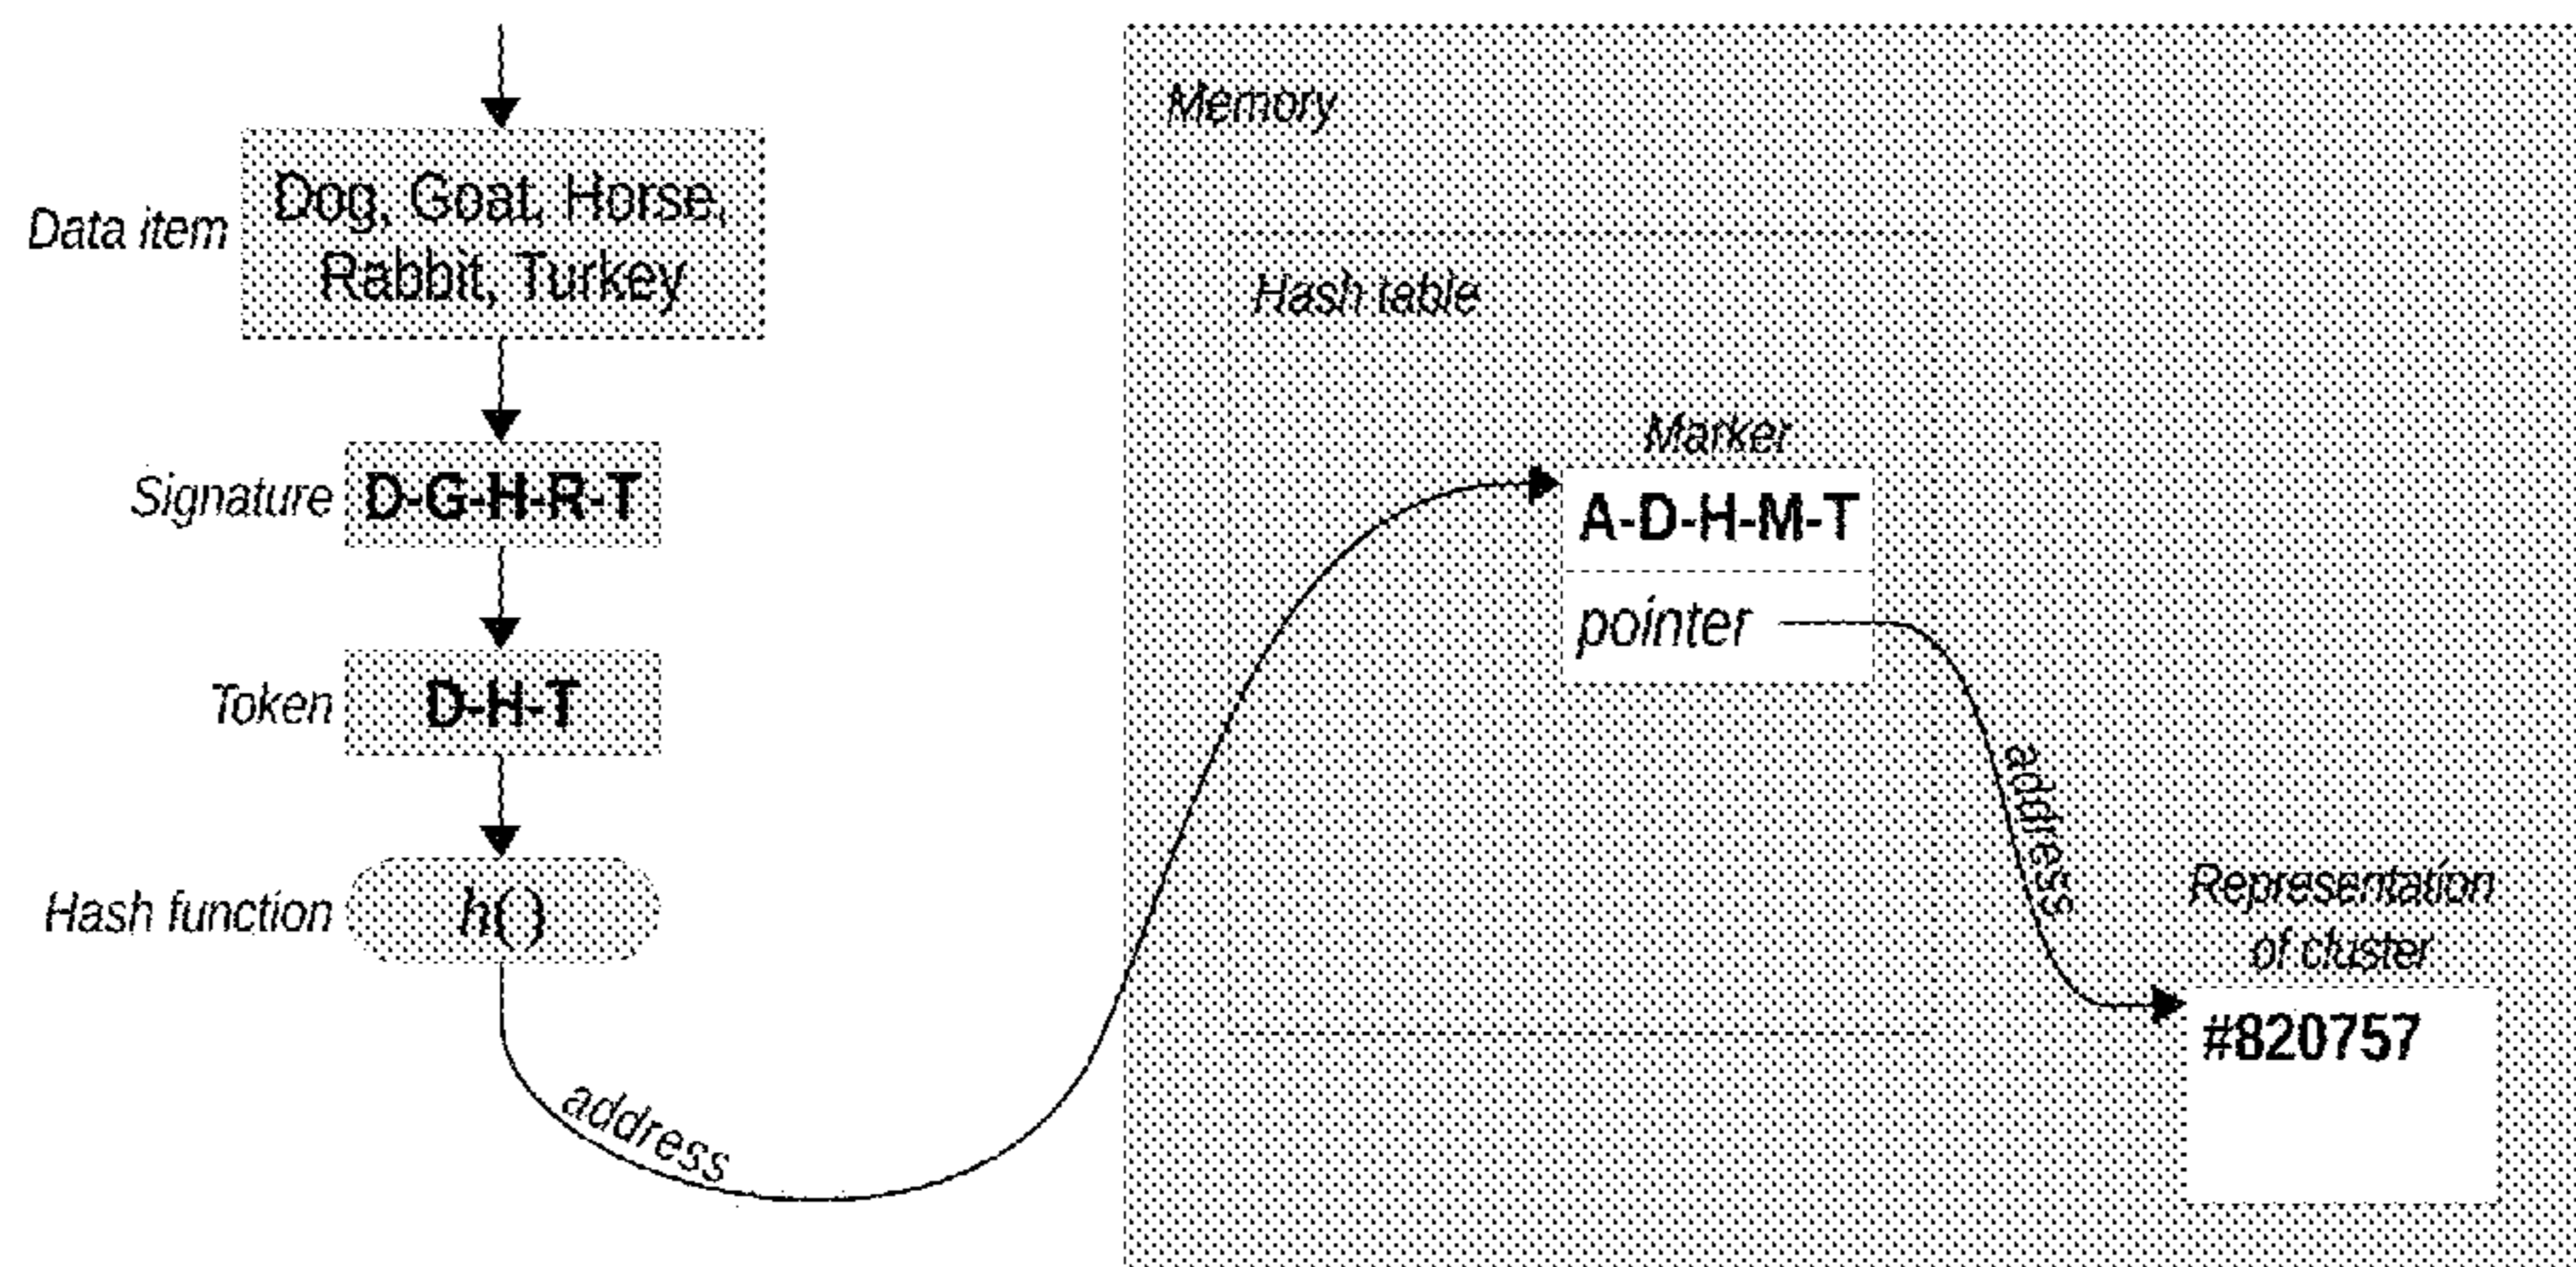 Data item
Dog, Goat, Horse,
Rabbit, Turkey
Signature
D-G-H-R-T
Token
D-H-T
Hash function
h()
address
Memory
Hash table
Marker
A-D-H-M-T
pointer
address
Representation
of cluster
#820757